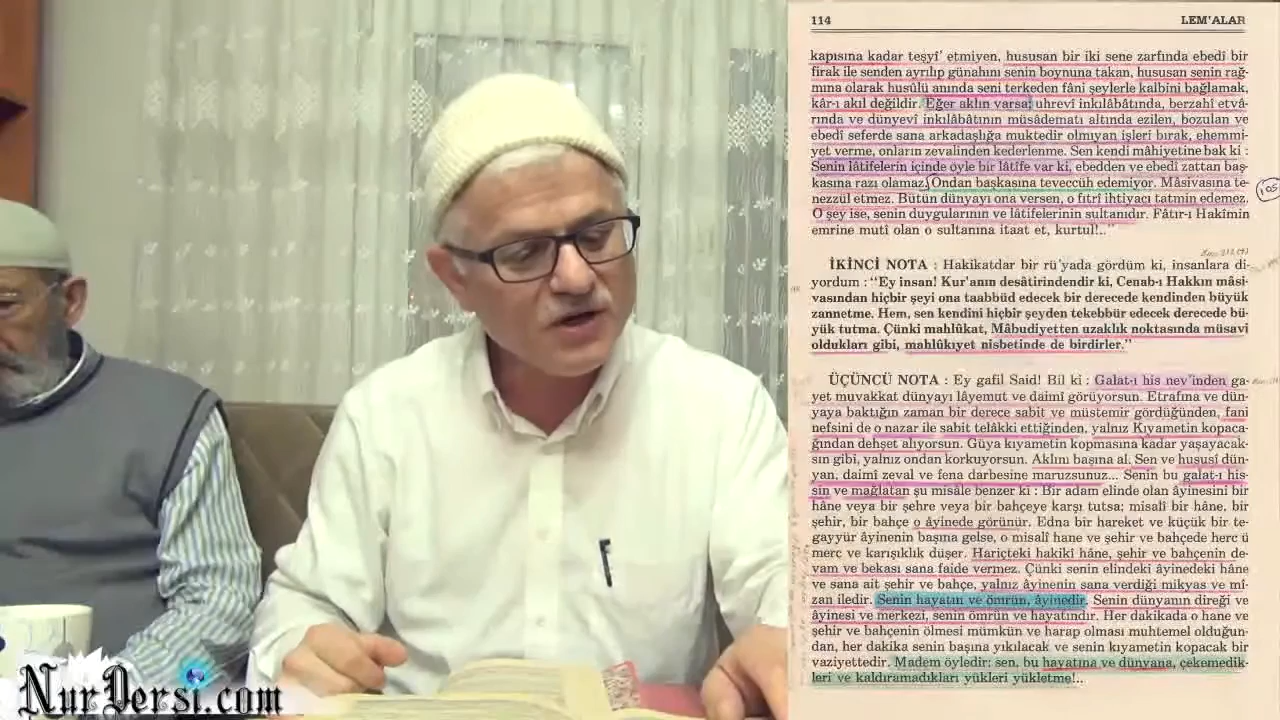 114 LEM'ALAR
kapısına kadar teşyi' etmiyen, hususan bir iki sene zarfında ebedî bir
firak ile senden ayrılıp günahını senin boynuna takan, hususan senin rağ-
mına olarak husûlü anında seni terkeden fâni şeylerle kalbini bağlamak,
kâr-ı akıl değildir. Eğer aklın varsa; uhrevî inkılâbâtında, berzahî etvâ-
rında ve dünyevî inkılâbâtının müsâdematı altında ezilen, bozulan ve
ebedî seferde sana arkadaşlığa muktedir olmıyan işleri bırak, ehemmi-
yet verme, onların zevalinden kederlenme. Sen kendi mâhiyetine bak ki :
Senin lâtifelerin içinde öyle bir lâtife var ki, ebedden ve ebedî zattan baş-
kasına razı olamaz. Ondan başkasına teveccüh edemiyor. Mâsivasına te-
nezzül etmez. Bütün dünyayı ona versen, o fıtrî ihtiyacı tatmin edemez.
O şey ise, senin duygularının ve lâtifelerinin sultanıdır. Fâtır-ı Hakîmin
emrine mutî olan o sultanına itaat et, kurtul!.."
İKİNCİ NOTA : Hakikatdar bir rü'yada gördüm ki, insanlara di-
yordum : "Ey insan! Kur'anın desâtirindendir ki, Cenab-ı Hakkın mâsi-
vasından hiçbir şeyi ona taabbüd edecek bir derecede kendinden büyük
zannetme. Hem, sen kendini hiçbir şeyden tekebbür edecek derecede bü-
yük tutma. Çünki mahlûkat, Mâbudiyetten uzaklık noktasında müsavi
oldukları gibi, mahlûkıyet nisbetinde de birdirler."
ÜÇÜNCÜ NOTA : Ey gafil Said! Bil ki : Galat-ı his nev'inden ga-
yet muvakkat dünyayı lâyemut ve daimî görüyorsun. Etrafına ve dün-
yaya baktığın zaman bir derece sabit ve müstemir gördüğünden, fani
nefsini de o nazar ile sabit telâkki ettiğinden, yalnız Kıyametin kopaca-
ğından dehşet alıyorsun. Güya kıyametin kopmasına kadar yaşayacak-
sın gibi, yalnız ondan korkuyorsun. Aklını başına al. Sen ve hususî dün-
yan, daimî zeval ve fena darbesine maruzsunuz... Senin bu galat-ı his-
sin ve mağlatan şu misâle benzer ki : Bir adam elinde olan âyinesini bir
hâne veya bir şehre veya bir bahçeye karşı tutsa; misalî bir hâne, bir
şehir, bir bahçe o âyinede görünür. Edna bir hareket ve küçük bir te-
gayyür âyinenin başına gelse, o misalî hane ve şehir ve bahçede herc ü
merc ve karışıklık düşer. Hariçteki hakikî hâne, şehir ve bahçenin de-
vam ve bekası sana faide vermez. Çünki senin elindeki âyinedeki hâne
ve sana ait şehir ve bahçe, yalnız âyinenin sana verdiği mikyas ve mî-
zan iledir. Senin hayatın ve ömrün, âyinedir. Senin dünyanın direği ve
âyinesi ve merkezi, senin ömrün ve hayatındır. Her dakikada o hane ve
şehir ve bahçenin ölmesi mümkün ve harap olması muhtemel olduğun-
dan, her dakika senin başına yıkılacak ve senin kıyametin kopacak bir
vaziyettedir. Madem öyledir; sen, bu hayatına ve dünyana, çekemedik-
leri ve kaldıramadıkları yükleri yükletme!..
NurDersi.com